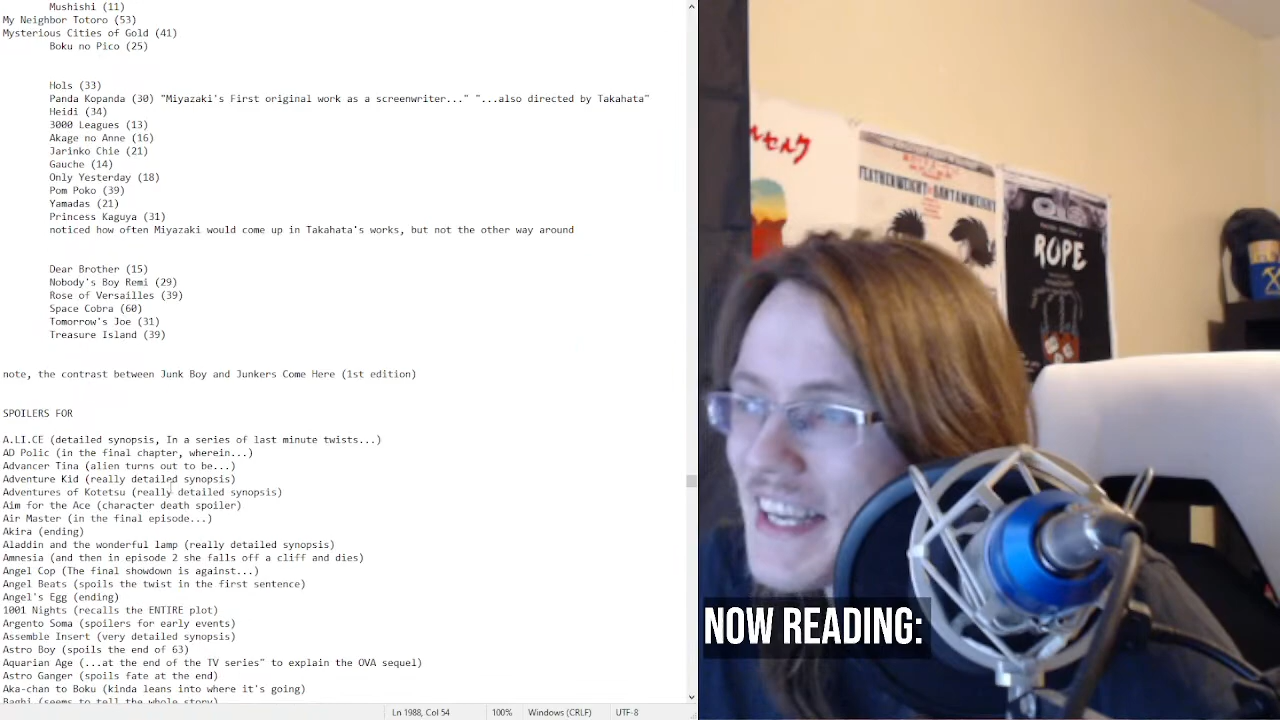 Mushishi (11)
My Neighbor Totoro (53)
Mysterious Cities of Gold (41)
Boku no Pico (25)
Hols (33)
Panda Kopanda (30) "Miyazaki's First original work as a screenwriter..." "...also directed by Takahata"
Heidi (34)
3000 Leagues (13)
Akage no Anne (16)
Jarinko Chie (21)
Gauche (14)
Only Yesterday (18)
Pom Poko (39)
Yamadas (21)
Princess Kaguya (31)
noticed how often Miyazaki would come up in Takahata's works, but not the other way around
Dear Brother (15)
Nobody's Boy Remi (29)
Rose of Versailles (39)
Space Cobra (60)
Tomorrow's Joe (31)
Treasure Island (39)
note, the contrast between Junk Boy and Junkers Come Here (1st edition)
SPOILERS FOR
A.LI.CE (detailed synopsis, In a series of last minute twists...)
AD Polic (in the final chapter, wherein...)
Advancer Tina (alien turns out to be...)
Adventure Kid (really detailed synopsis)
Adventures of Kotetsu (really detailed synopsis)
Aim for the Ace (character death spoiler)
Air Master (in the final episode...)
Akira (ending)
Aladdin and the wonderful lamp (really detailed synopsis)
Amnesia (and then in episode 2 she falls off a cliff and dies)
Angel Cop (The final showdown is against...)
Angel Beats (spoils the twist in the first sentence)
Angel's Egg (ending)
1001 Nights (recalls the ENTIRE plot)
Argento Soma (spoilers for early events)
Assemble Insert (very detailed synopsis)
Astro Boy (spoils the end of 63)
Aquarian Age (...at the end of the TV series" to explain the OVA sequel)
Astro Ganger (spoils fate at the end)
Aka-chan to Boku (kinda leans into where it's going)
Baghi (seems to tell the whole story)
Ln 1988, Col 54
100%
Windows (CRLF)
UTF-8
ルセルク
FEATHERWEIGHT BANTAMWEIGHT
ROPE
NOW READING: